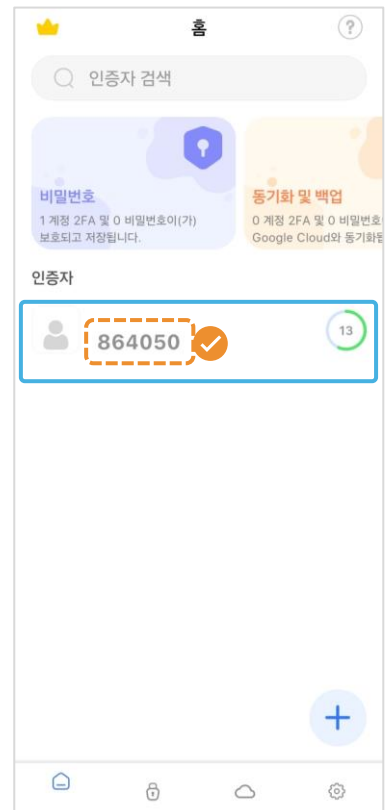 홈
?
인증자 검색
비밀번호
1 계정 2FA 및 0 비밀번호이(가)
보호되고 저장됩니다.
동기화 및 백업
0 계정 2FA 및 0 비밀번호
Google Cloud와 동기화
인증자
864050
13